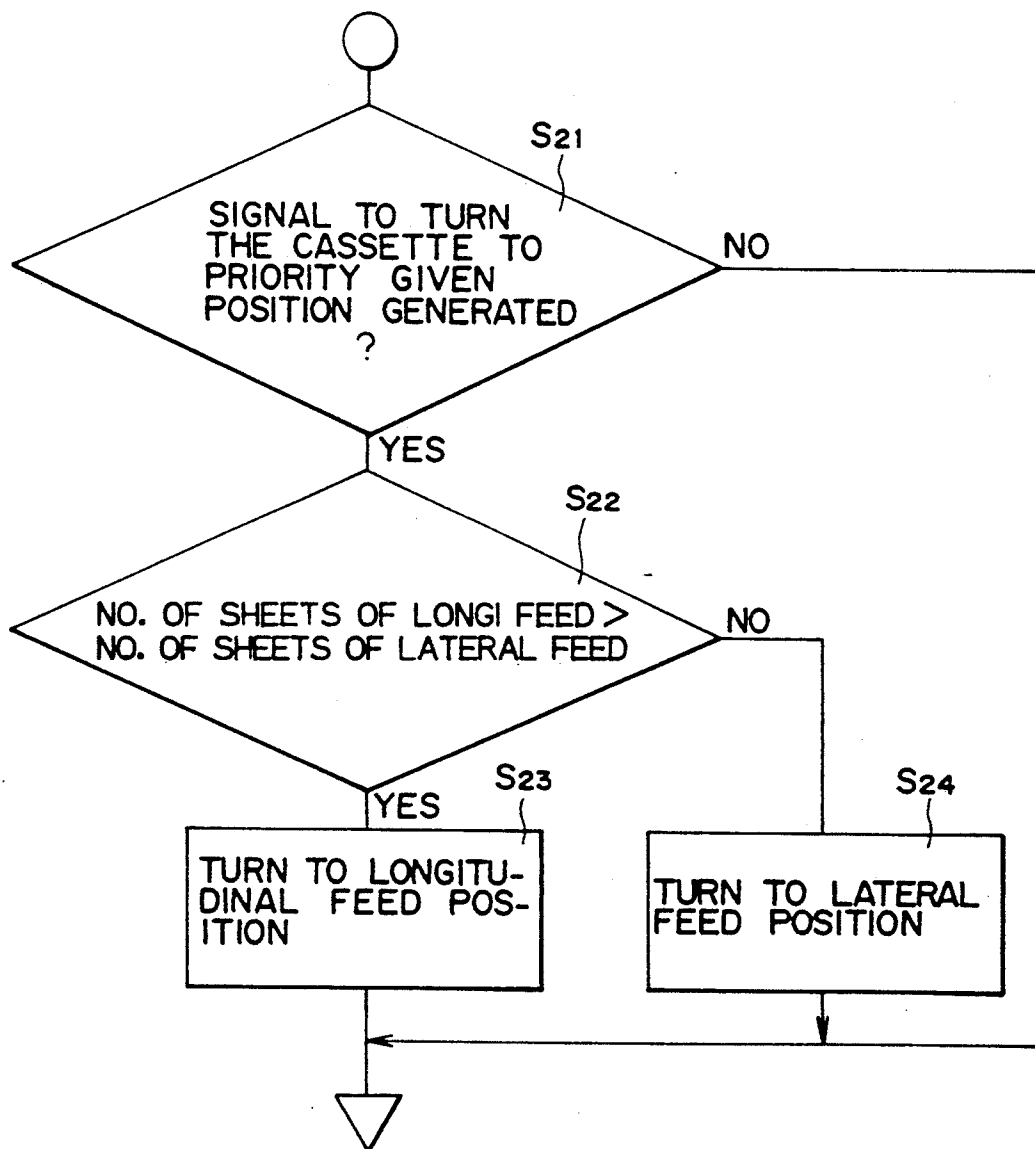 S21
SIGNAL TO TURN
THE CASSETTE TO
PRIORITY GIVEN
POSITION GENERATED
?
NO
YES
S22
NO. OF SHEETS OF LONGI FEED >
NO. OF SHEETS OF LATERAL FEED
NO
YES
S23
TURN TO LONGITU-
DINAL FEED POS-
ITION
S24
TURN TO LATERAL
FEED POSITION